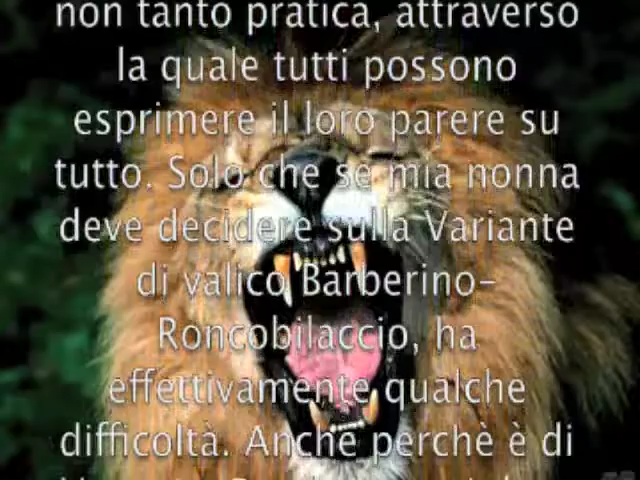 non tanto pratica, attraverso
la quale tutti possono
esprimere il loro parere su
tutto. Solo che se mia nonna
deve decidere sulla Variante
di valico Barberino-
Roncobilaccio, ha
effettivamente qualche
difficoltà. Anche perchè è di